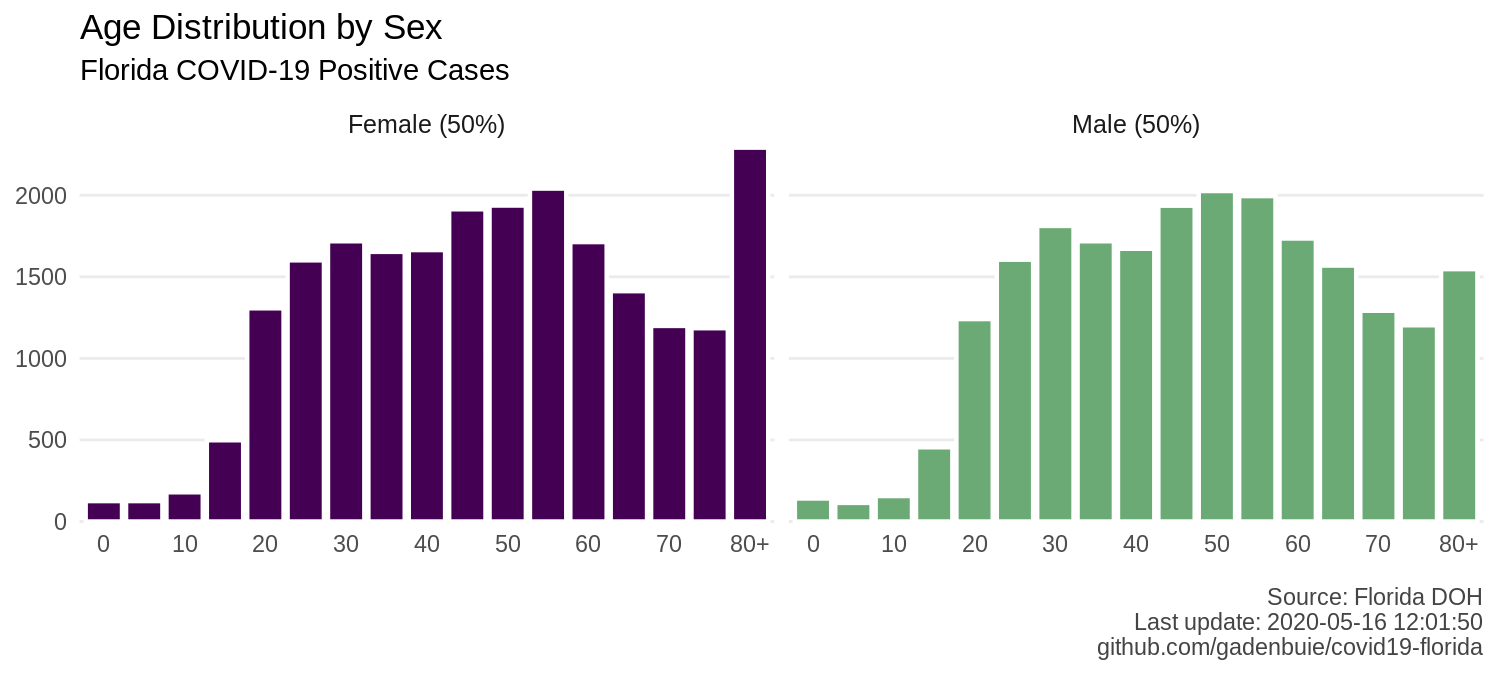 Age Distribution by Sex
Florida COVID-19 Positive Cases
Female (50%)
Male (50%)
2000
1500
1000
500
0
0 10 20 30 40 50 60 70 80+
0 10 20 30 40 50 60 70 80+
Source: Florida DOH
Last update: 2020-05-16 12:01:50
github.com/gadenbuie/covid19-florida